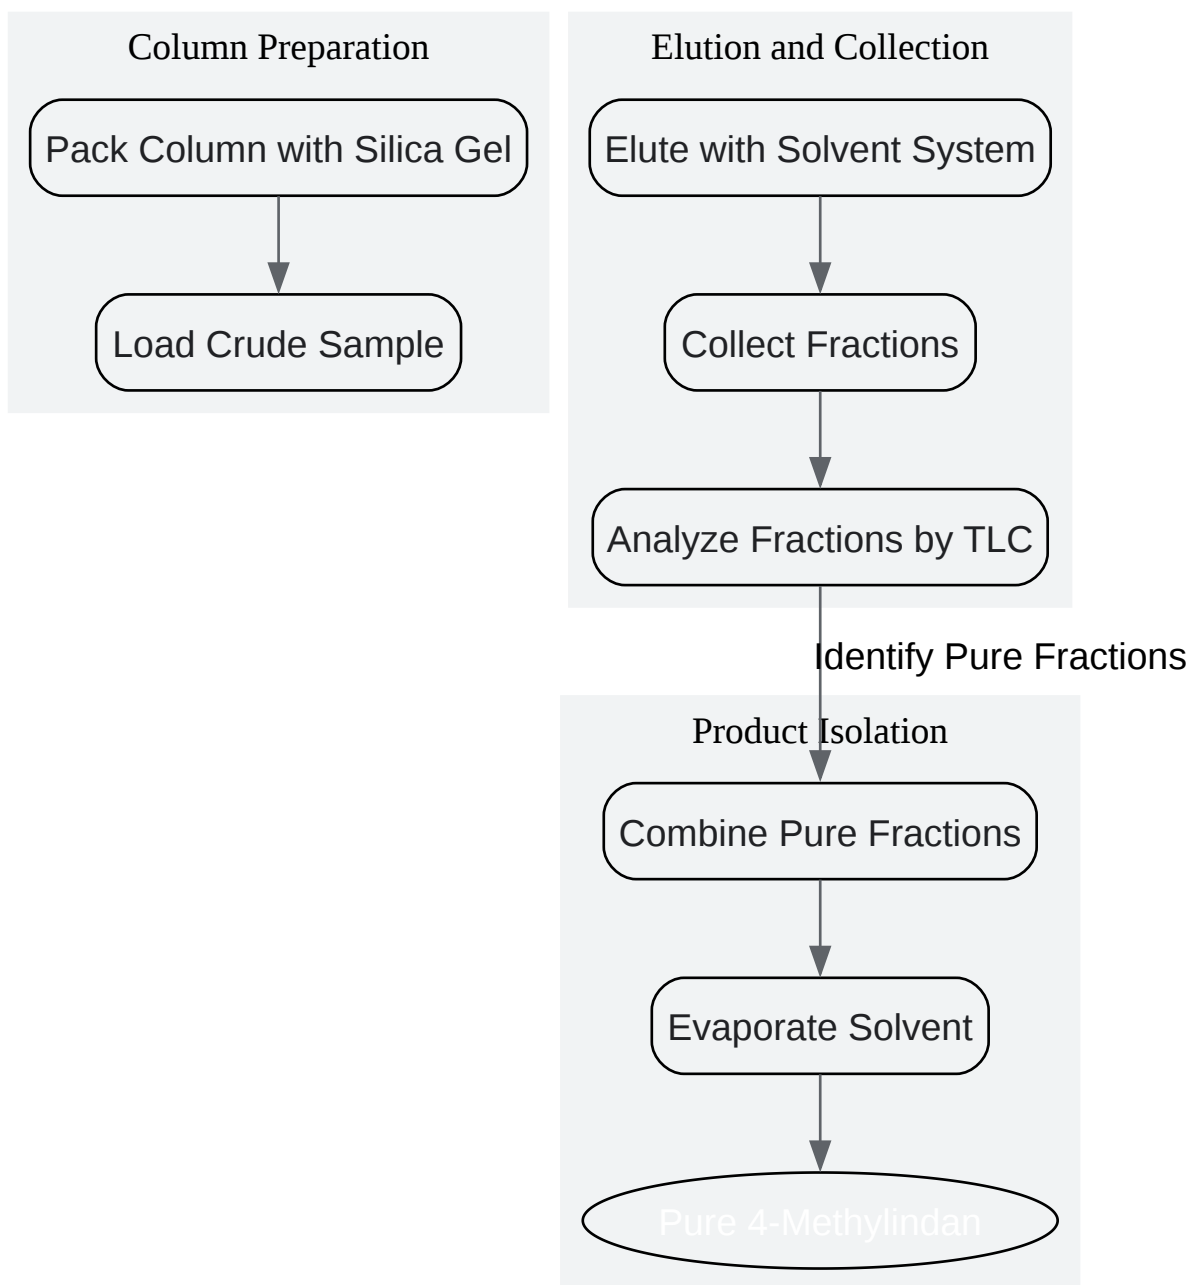 Column Preparation
Pack Column with Silica Gel
Load Crude Sample
Elution and Collection
Elute with Solvent System
Collect Fractions
Analyze Fractions by TLC
Identify Pure Fractions
Product Isolation
Combine Pure Fractions
Evaporate Solvent
Pure 4-Methylindan